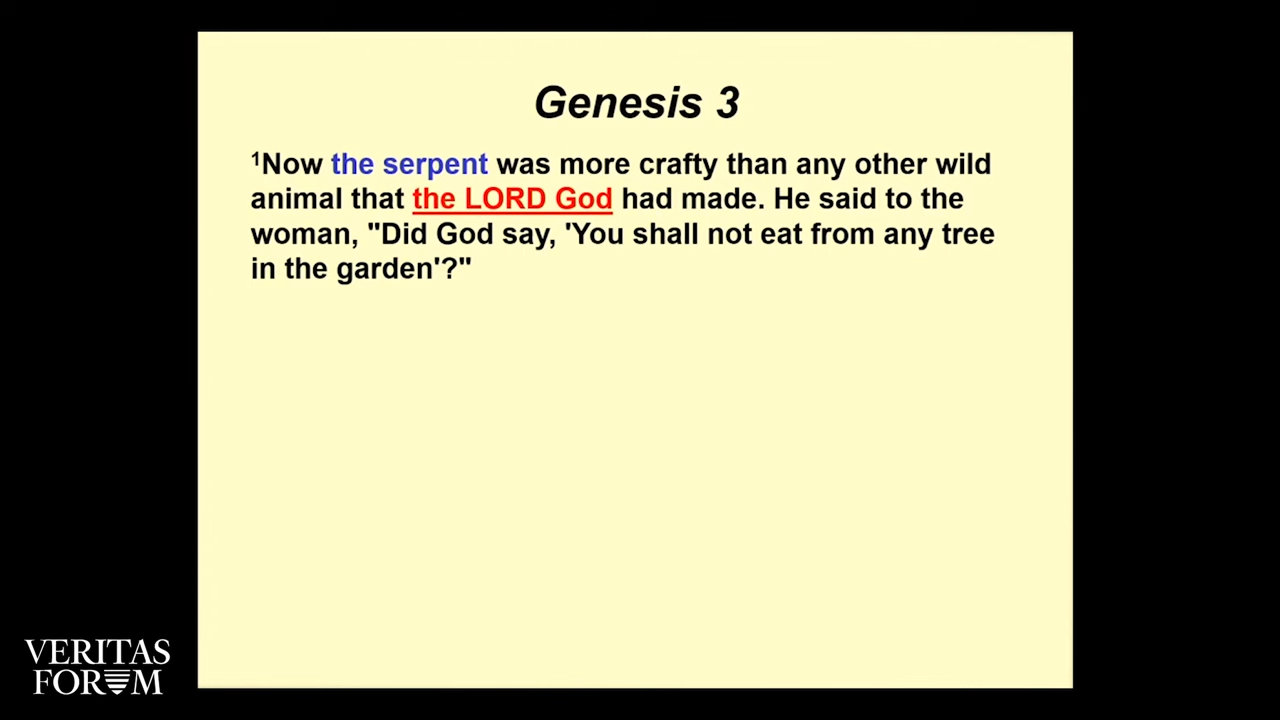 Genesis 3
¹Now the serpent was more crafty than any other wild
animal that the LORD God had made. He said to the
woman, "Did God say, 'You shall not eat from any tree
in the garden'?"
VERITAS
FORUM